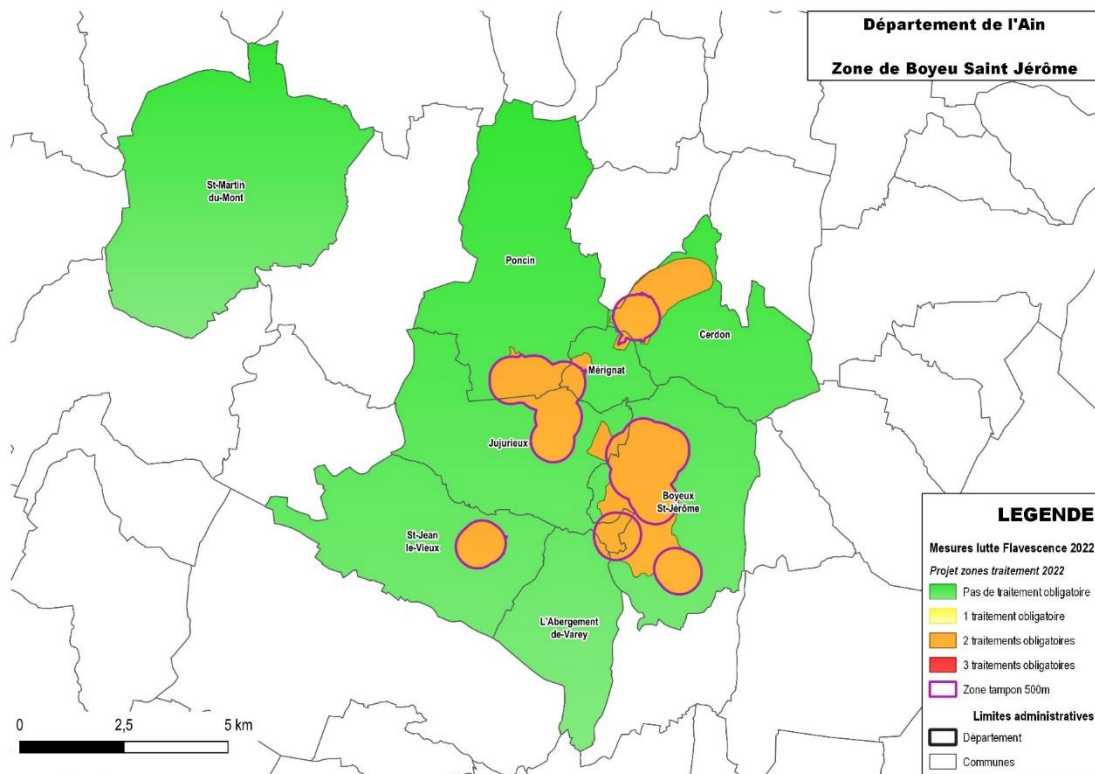 Département de l'Ain
Zone de Boyeu Saint Jérôme
St-Martin
du-Mont
Poncin
Cerdon
Mérignat
Jujurieux
Boyeux
St-Jérôme
St-Jean
le-Vieux
L'Abergement
de-Varey
LEGENDE
Mesures lutte Flavescence 2022
Projet zones traitement 2022
Pas de traitement obligatoire
1 traitement obligatoire
2 traitements obligatoires
3 traitements obligatoires
Zone tampon 500m
Limites administratives
Département
Communes
0 2,5 5 km